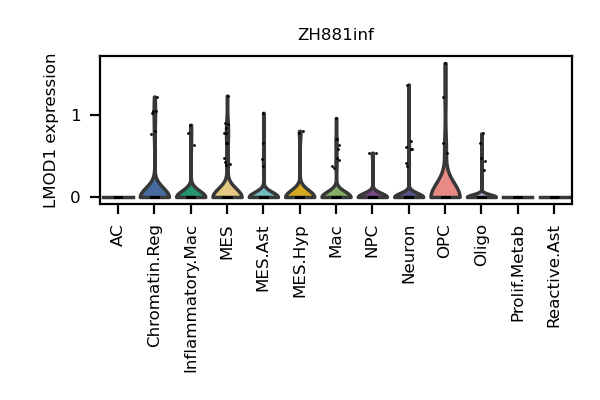 ZH881inf
LMOD1 expression
1
0
AC
Chromatin.Reg
Inflammatory.Mac
MES
MES.Ast
MES.Hyp
Mac
NPC
Neuron
OPC
Oligo
Prolif.Metab
Reactive.Ast